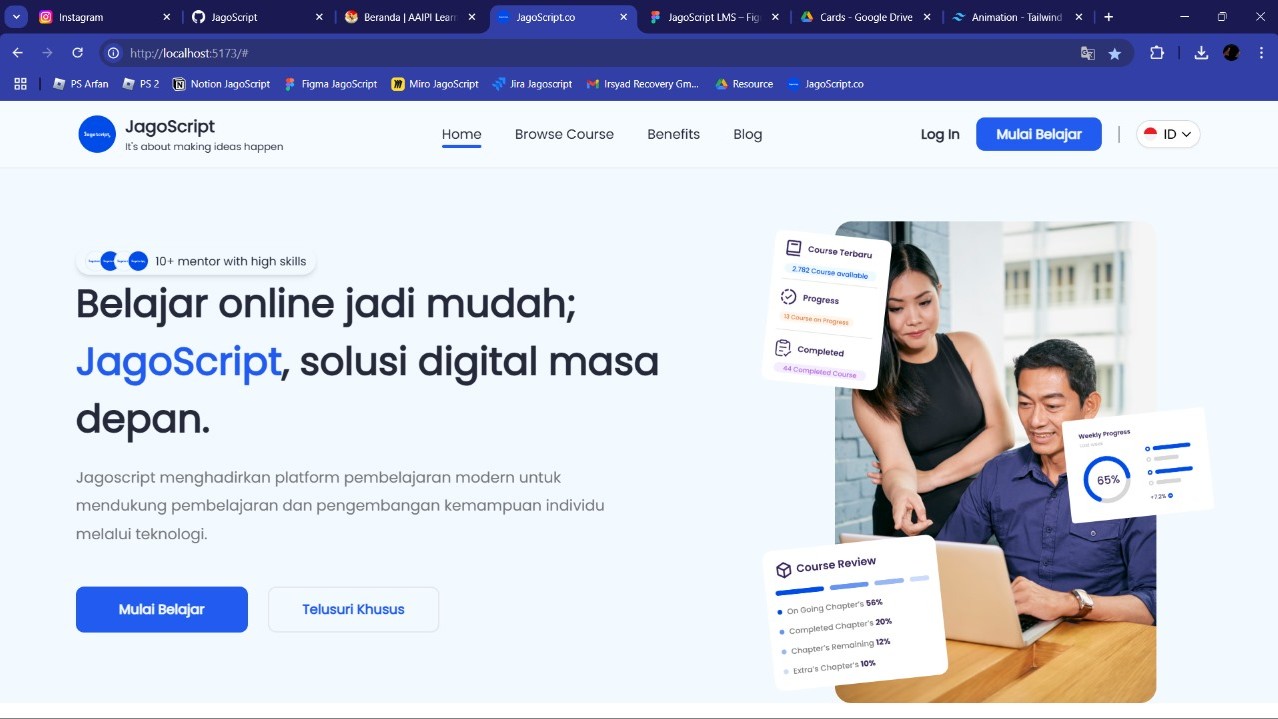 Instagram
JagoScript
Beranda | AAIPI Lear
JagoScript.co
JagoScript LMS – Fig
Cards - Google Drive
Animation - Tailwind
http://localhost:5173/#
PS Arfan
PS 2
Notion JagoScript
Figma JagoScript
Miro JagoScript
Jira Jagoscript
Irsyad Recovery Gm...
Resource
JagoScript.co
JagoScript
It's about making ideas happen
Home
Browse Course
Benefits
Blog
Log In
Mulai Belajar
ID
10+ mentor with high skills
Belajar online jadi mudah;
JagoScript, solusi digital masa
depan.
Jagoscript menghadirkan platform pembelajaran modern untuk
mendukung pembelajaran dan pengembangan kemampuan individu
melalui teknologi.
Mulai Belajar
Telusuri Khusus
Course Terbaru
2.782 Course available
Progress
13 Course on Progress
Completed
44 Completed Course
Weekly Progress
65%
+7.2%
Course Review
On Going Chapter's 56%
Completed Chapter's 20%
Chapter's Remaining 12%
Extra's Chapter's 10%